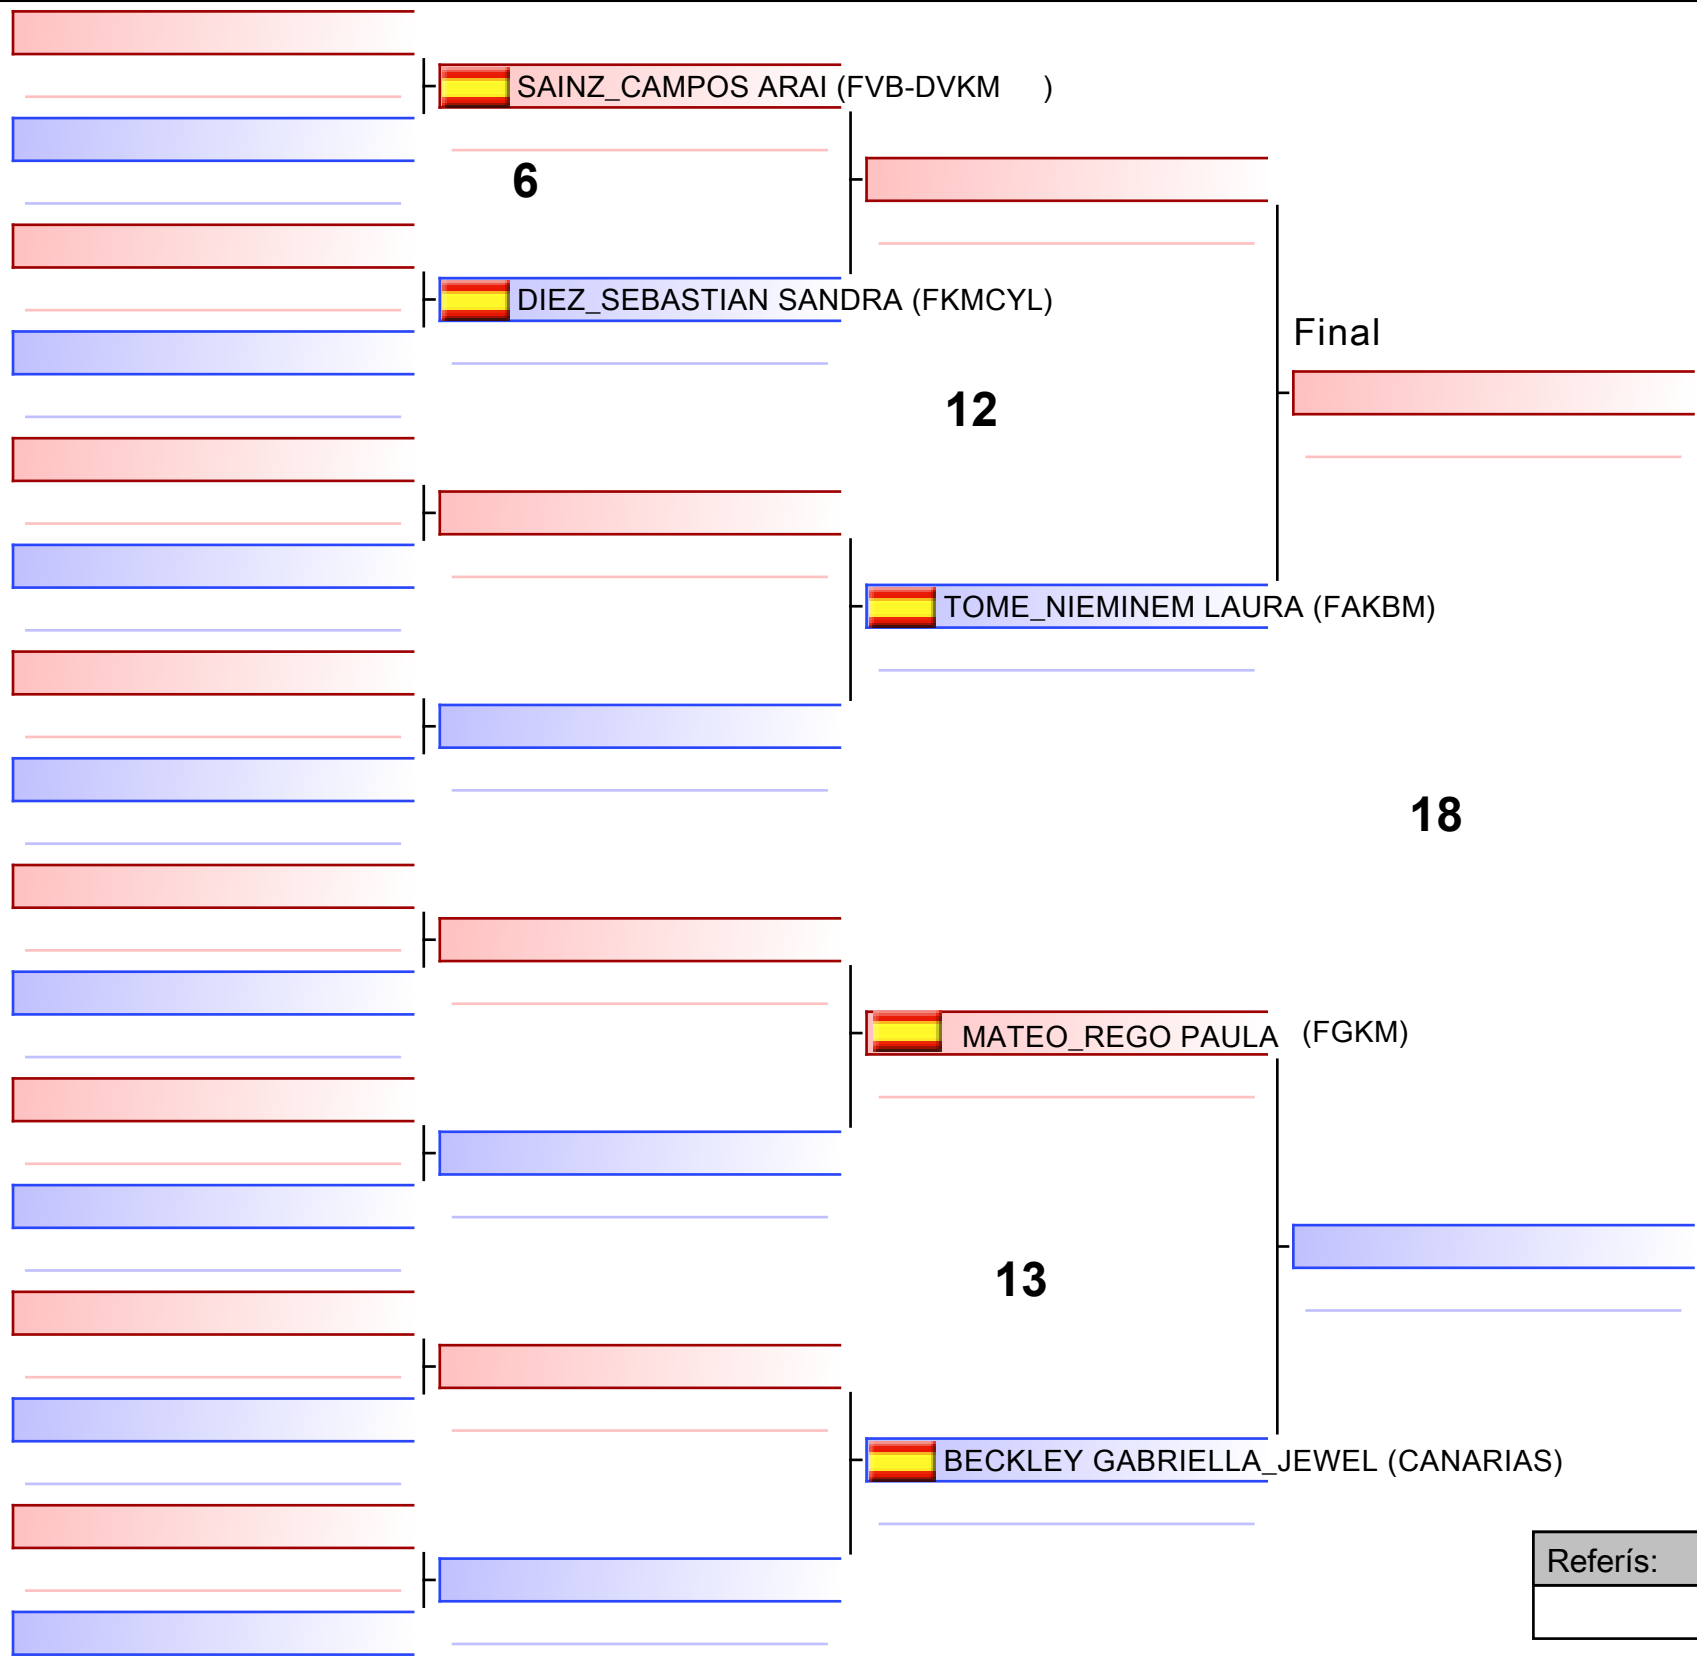 SAINZ_CAMPOS ARAI (FVB-DVKM )
6
DIEZ_SEBASTIAN SANDRA (FKMCYL)
Final
12
TOME_NIEMINEM LAURA (FAKBM)
18
MATEO_REGO PAULA (FGKM)
13
BECKLEY GABRIELLA_JEWEL (CANARIAS)
Referís: